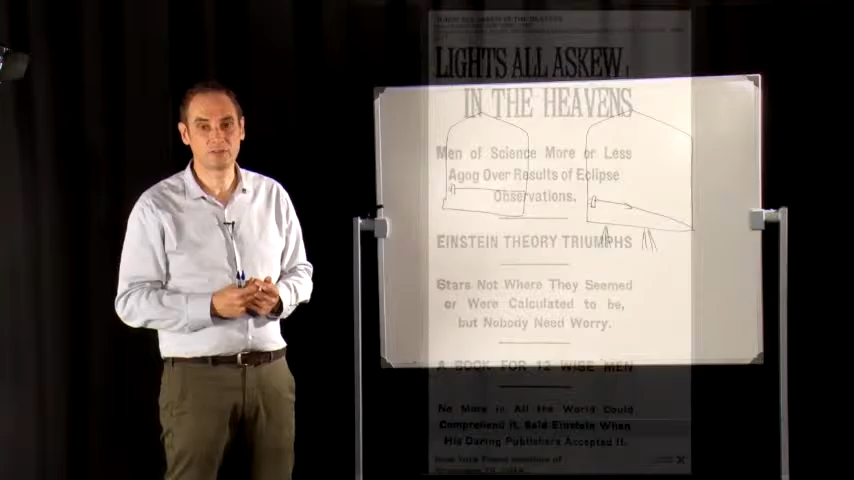 LIGHTS ALL ASKEW
IN THE HEAVENS
Men of Science More or Less
Agog Over Results of Eclipse
Observations.
EINSTEIN THEORY TRIUMPHS
Stars Not Where They Seemed
or Were Calculated to be,
but Nobody Need Worry.
A BOOK FOR 12 WISE MEN
No More in All the World Could
Comprehend It, Said Einstein When
His Daring Publishers Accepted It.